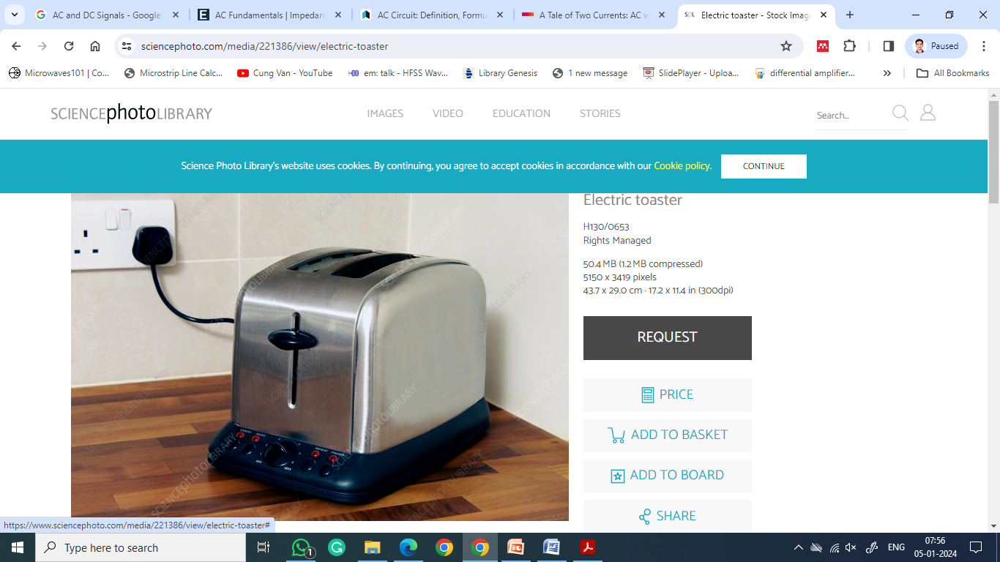 AC and DC Signals - Google
AC Fundamentals | Impedan
AC Circuit: Definition, Formu
A Tale of Two Currents: AC v
SPL Electric toaster - Stock Imag
sciencephoto.com/media/221386/view/electric-toaster
Paused
Microwaves101 | Co...
Microstrip Line Calc...
Cung Van - YouTube
em: talk - HFSS Wav...
Library Genesis
1 new message
SlidePlayer - Uploa...
differential amplifier...
All Bookmarks
SCIENCEphotoLIBRARY
IMAGES
VIDEO
EDUCATION
STORIES
Search...
Science Photo Library's website uses cookies. By continuing, you agree to accept cookies in accordance with our Cookie policy.
CONTINUE
Electric toaster
H130/0653
Rights Managed
50.4 MB (1.2 MB compressed)
5150 x 3419 pixels
43.7 x 29.0 cm · 17.2 x 11.4 in (300dpi)
REQUEST
PRICE
ADD TO BASKET
ADD TO BOARD
SHARE
SCIENCEphotoLIBRARY
CANCEL
REHEAT
FROZEN
MIN
MAX
https://www.sciencephoto.com/media/221386/view/electric-toaster#
Type here to search
1
ENG
07:56
05-01-2024